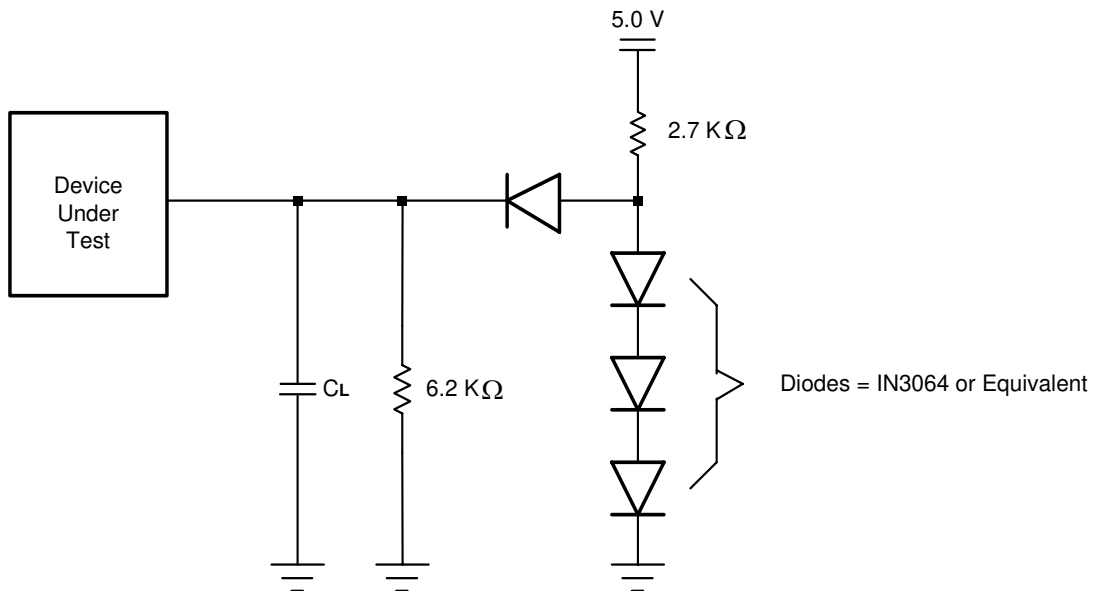 5.0 V
2.7 KΩ
Device
Under
Test
CL
6.2 KΩ
Diodes = IN3064 or Equivalent